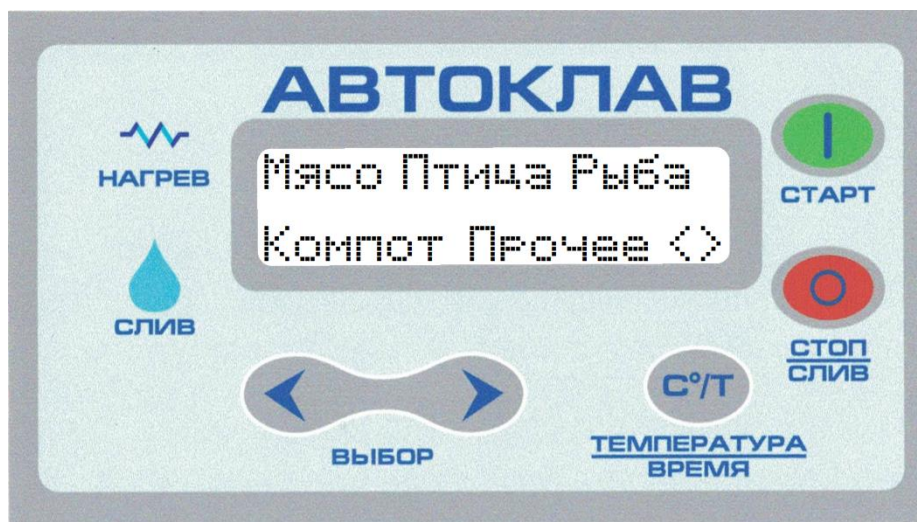 АВТОКЛАВ
НАГРЕВ
Мясо Птица Рыба
Компот Прочее <>
СТАРТ
СЛИВ
СТОП
СЛИВ
C°/T
ВЫБОР
ТЕМПЕРАТУРА
ВРЕМЯ